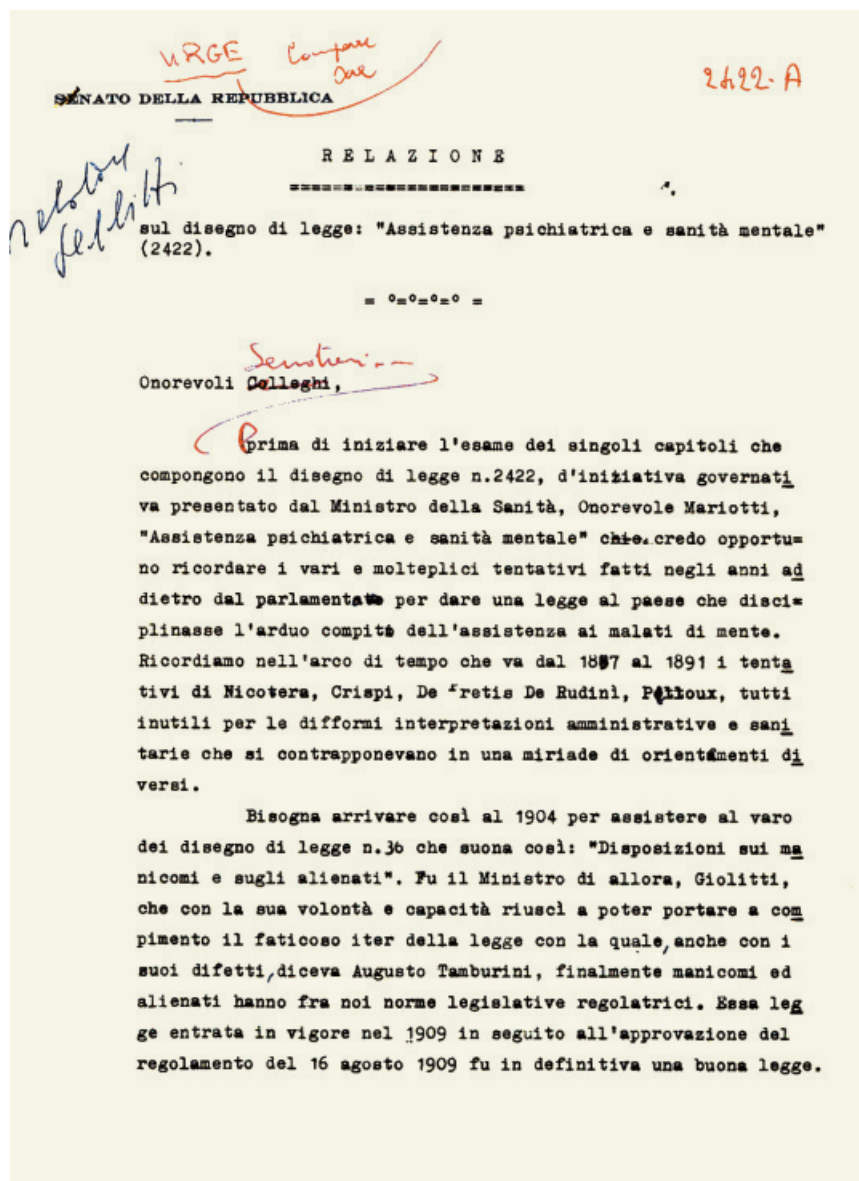 URGE
2422-A
SENATO DELLA REPUBBLICA
RELAZIONE
=======================
sul disegno di legge: "Assistenza psichiatrica e sanità mentale"
(2422).
= °=°=°=° =
Onorevoli Colleghi,
prima di iniziare l'esame dei singoli capitoli che
compongono il disegno di legge n.2422, d'iniziativa governati
va presentato dal Ministro della Sanità, Onorevole Mariotti,
"Assistenza psichiatrica e sanità mentale" credo opportu=
no ricordare i vari e molteplici tentativi fatti negli anni ad
dietro dal per dare una legge al paese che disci=
plinasse l'arduo compito dell'assistenza ai malati di mente.
Ricordiamo nell'arco di tempo che va dal al 1891 i tenta
tivi di Nicotera, Crispi, De Rudinì, Pelloux, tutti
inutili per le difformi interpretazioni amministrative e sani
tarie che si contrapponevano in una miriade di orientamenti di
versi.
Bisogna arrivare così al 1904 per assistere al varo
dei disegno di legge n.36 che suona così: "Disposizioni sui ma
nicomi e sugli alienati". Fu il Ministro di allora, Giolitti,
che con la sua volontà e capacità riuscì a poter portare a com
pimento il faticoso iter della legge con la quale, anche con i
suoi difetti, diceva Augusto Tamburini, finalmente manicomi ed
alienati hanno fra noi norme legislative regolatrici. Essa leg
ge entrata in vigore nel 1909 in seguito all'approvazione del
regolamento del 16 agosto 1909 fu in definitiva una buona legge.